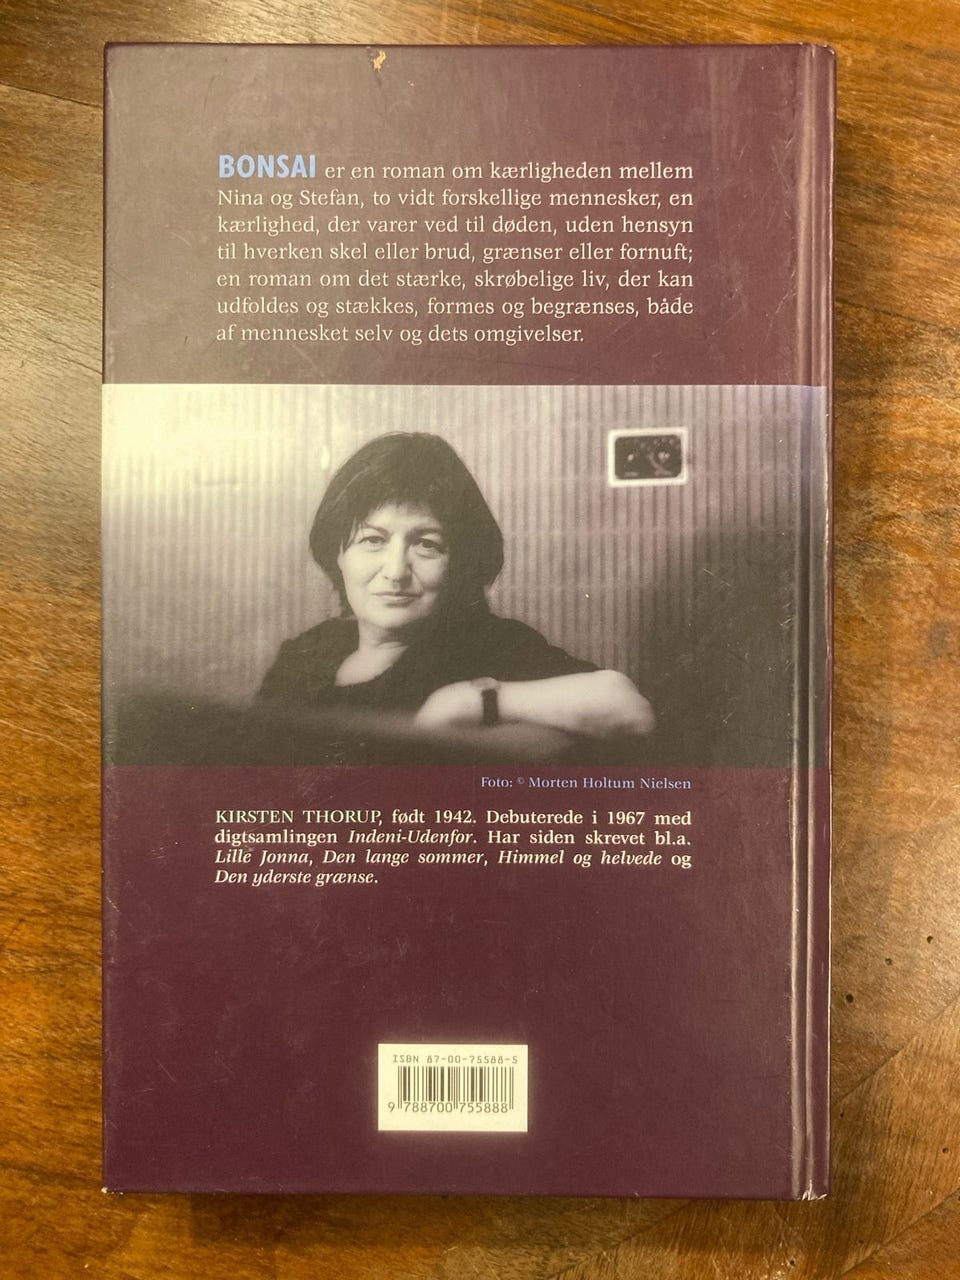 BONSAI er en roman om kærligheden mellem
Nina og Stefan, to vidt forskellige mennesker, en
kærlighed, der varer ved til døden, uden hensyn
til hverken skel eller brud, grænser eller fornuft;
en roman om det stærke, skrøbelige liv, der kan
udfoldes og stækkes, formes og begrænses, både
af mennesket selv og dets omgivelser.
Foto: © Morten Holtum Nielsen
KIRSTEN THORUP, født 1942. Debuterede i 1967 med
digtsamlingen Indeni-Udenfor. Har siden skrevet bl.a.
Lille Jonna, Den lange sommer, Himmel og helvede og
Den yderste grænse.
ISBN 87-00-75588-5
9 788700 755888